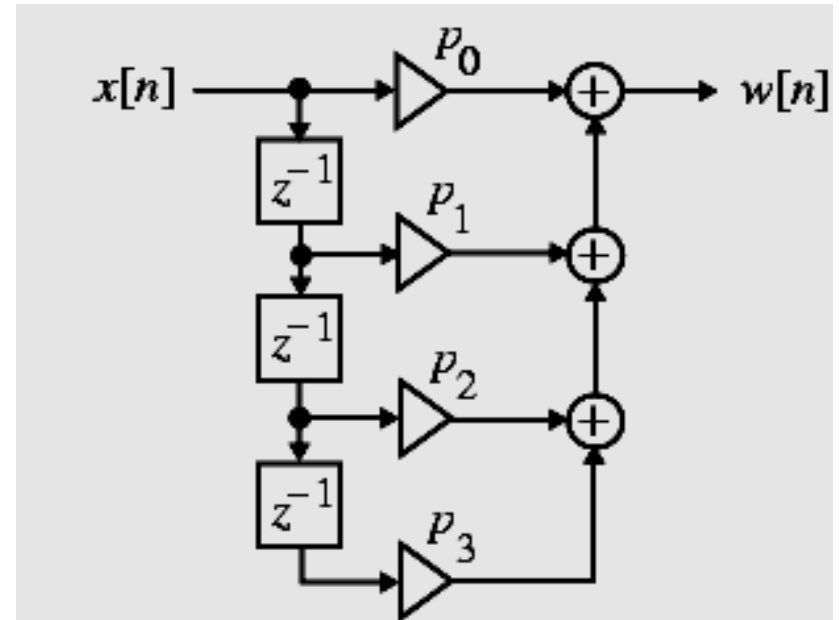 p₀
x[n] + w[n]
z⁻¹
p₁
+
z⁻¹
p₂
+
z⁻¹
p₃